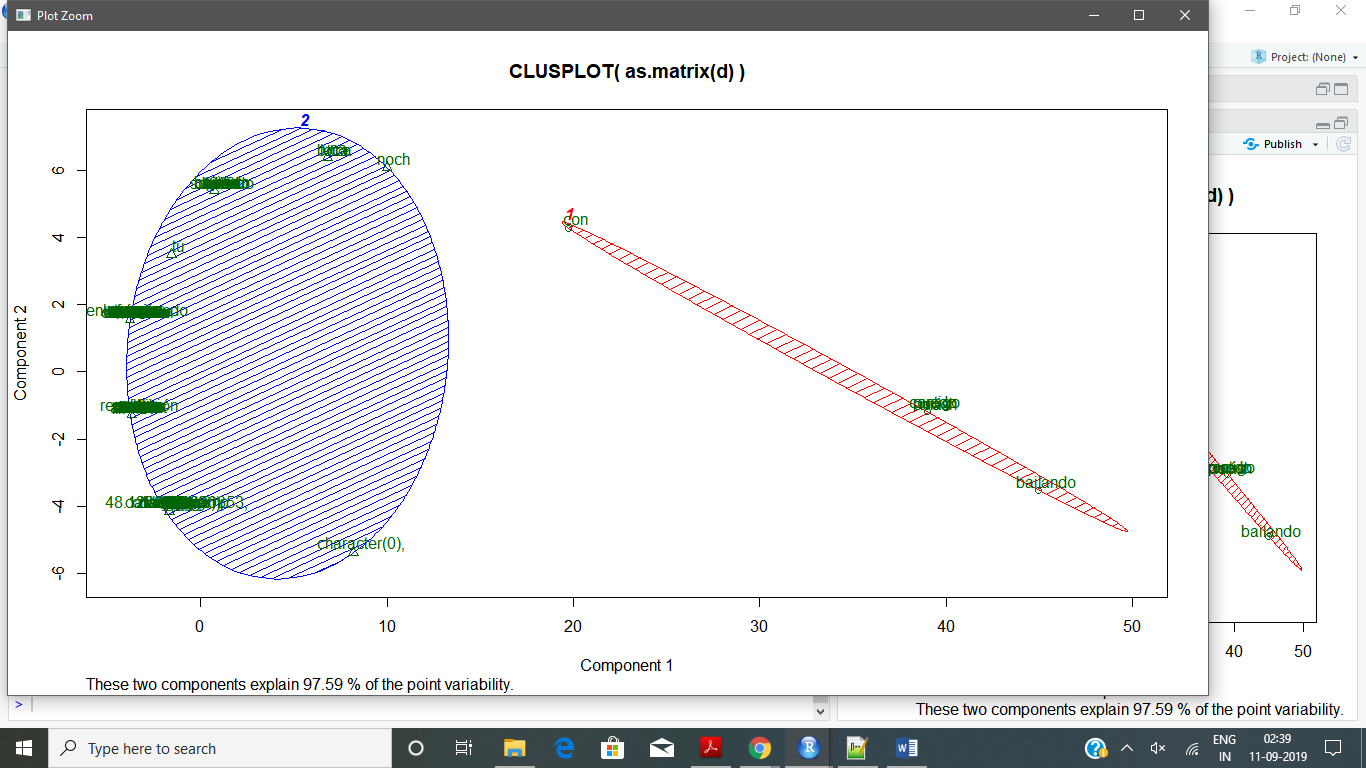 Plot Zoom
Project: (None)
Publish
CLUSPLOT( as.matrix(d) )
d) )
2
noch
1
con
tu
bailando
character(0),
bailando
6
4
2
0
-2
-4
-6
Component 2
0 10 20 30 40 50
Component 1
These two components explain 97.59 % of the point variability.
40 50
These two components explain 97.59 % of the point variability.
>
Type here to search
ENG
IN
02:39
11-09-2019